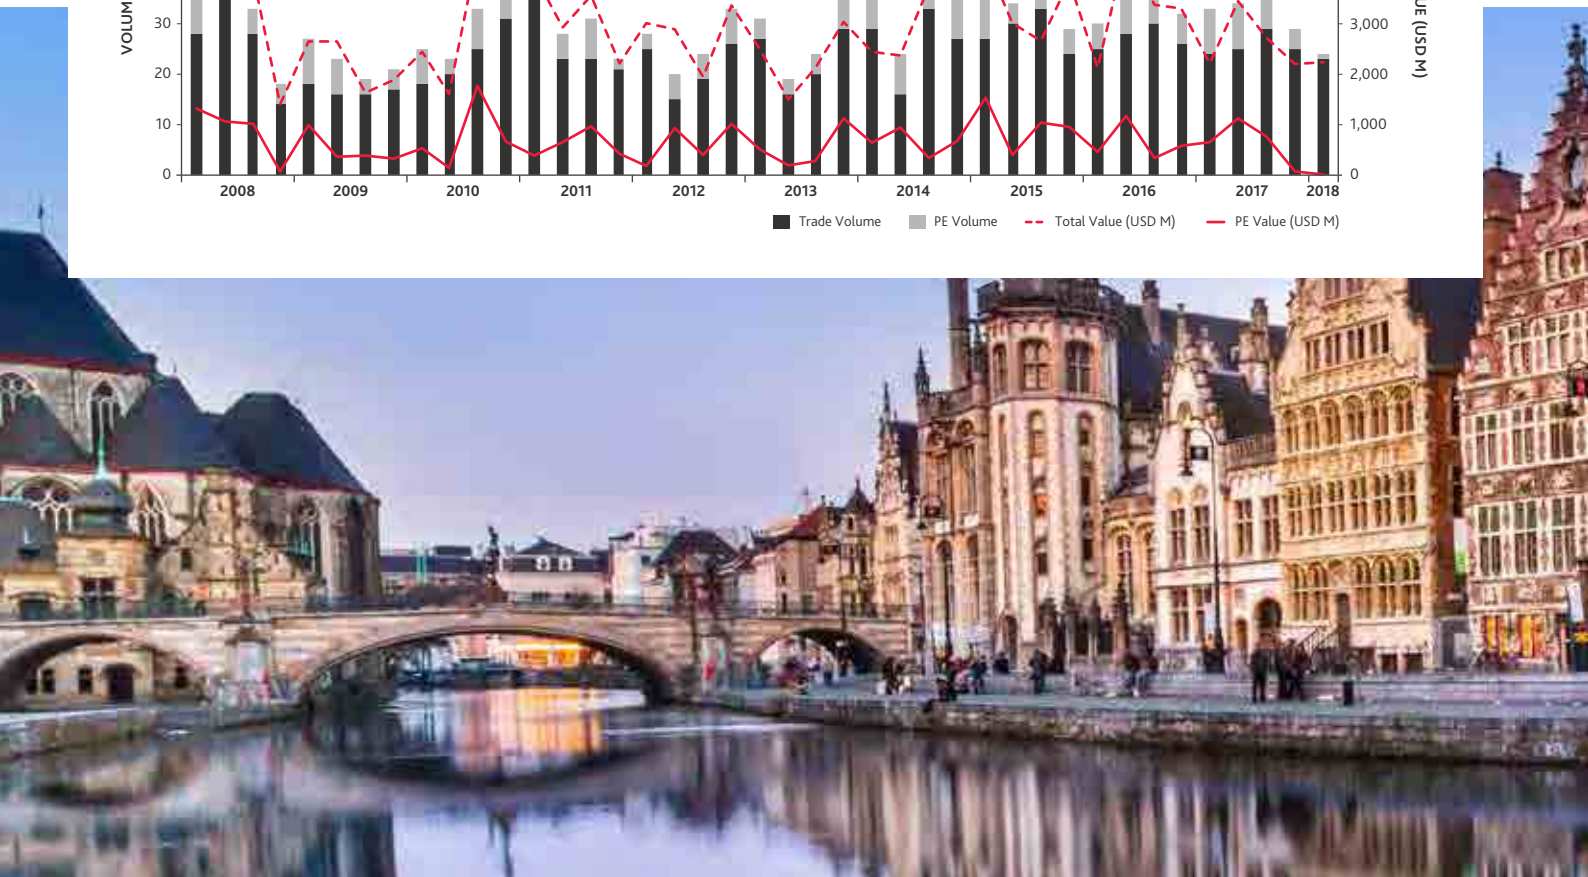 VOLUM
30
20
10
0
3,000
2,000
1,000
0
UE (USD M)
2008 2009 2010 2011 2012 2013 2014 2015 2016 2017 2018
Trade Volume PE Volume Total Value (USD M) PE Value (USD M)